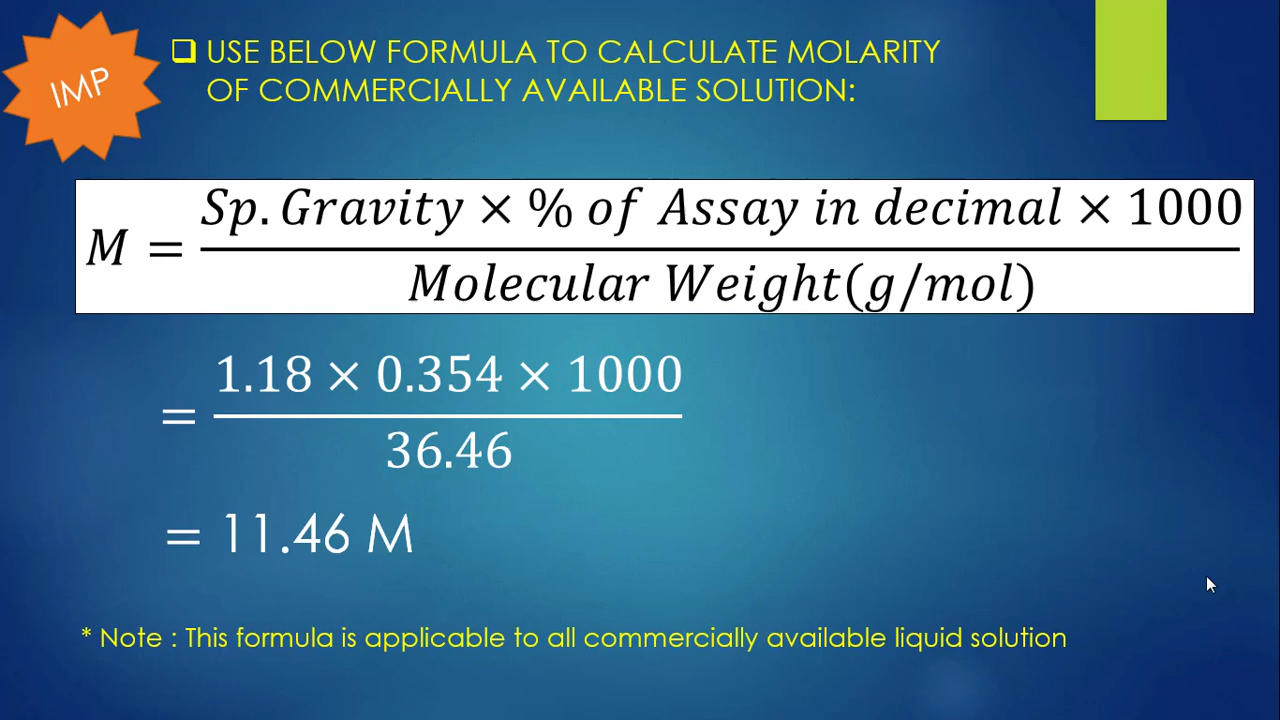 IMP
❑ USE BELOW FORMULA TO CALCULATE MOLARITY
OF COMMERCIALLY AVAILABLE SOLUTION:
M = \frac{Sp. Gravity × % of Assay in decimal × 1000}{Molecular Weight(g/mol)}
= \frac{1.18 × 0.354 × 1000}{36.46}
= 11.46 M
* Note : This formula is applicable to all commercially available liquid solution